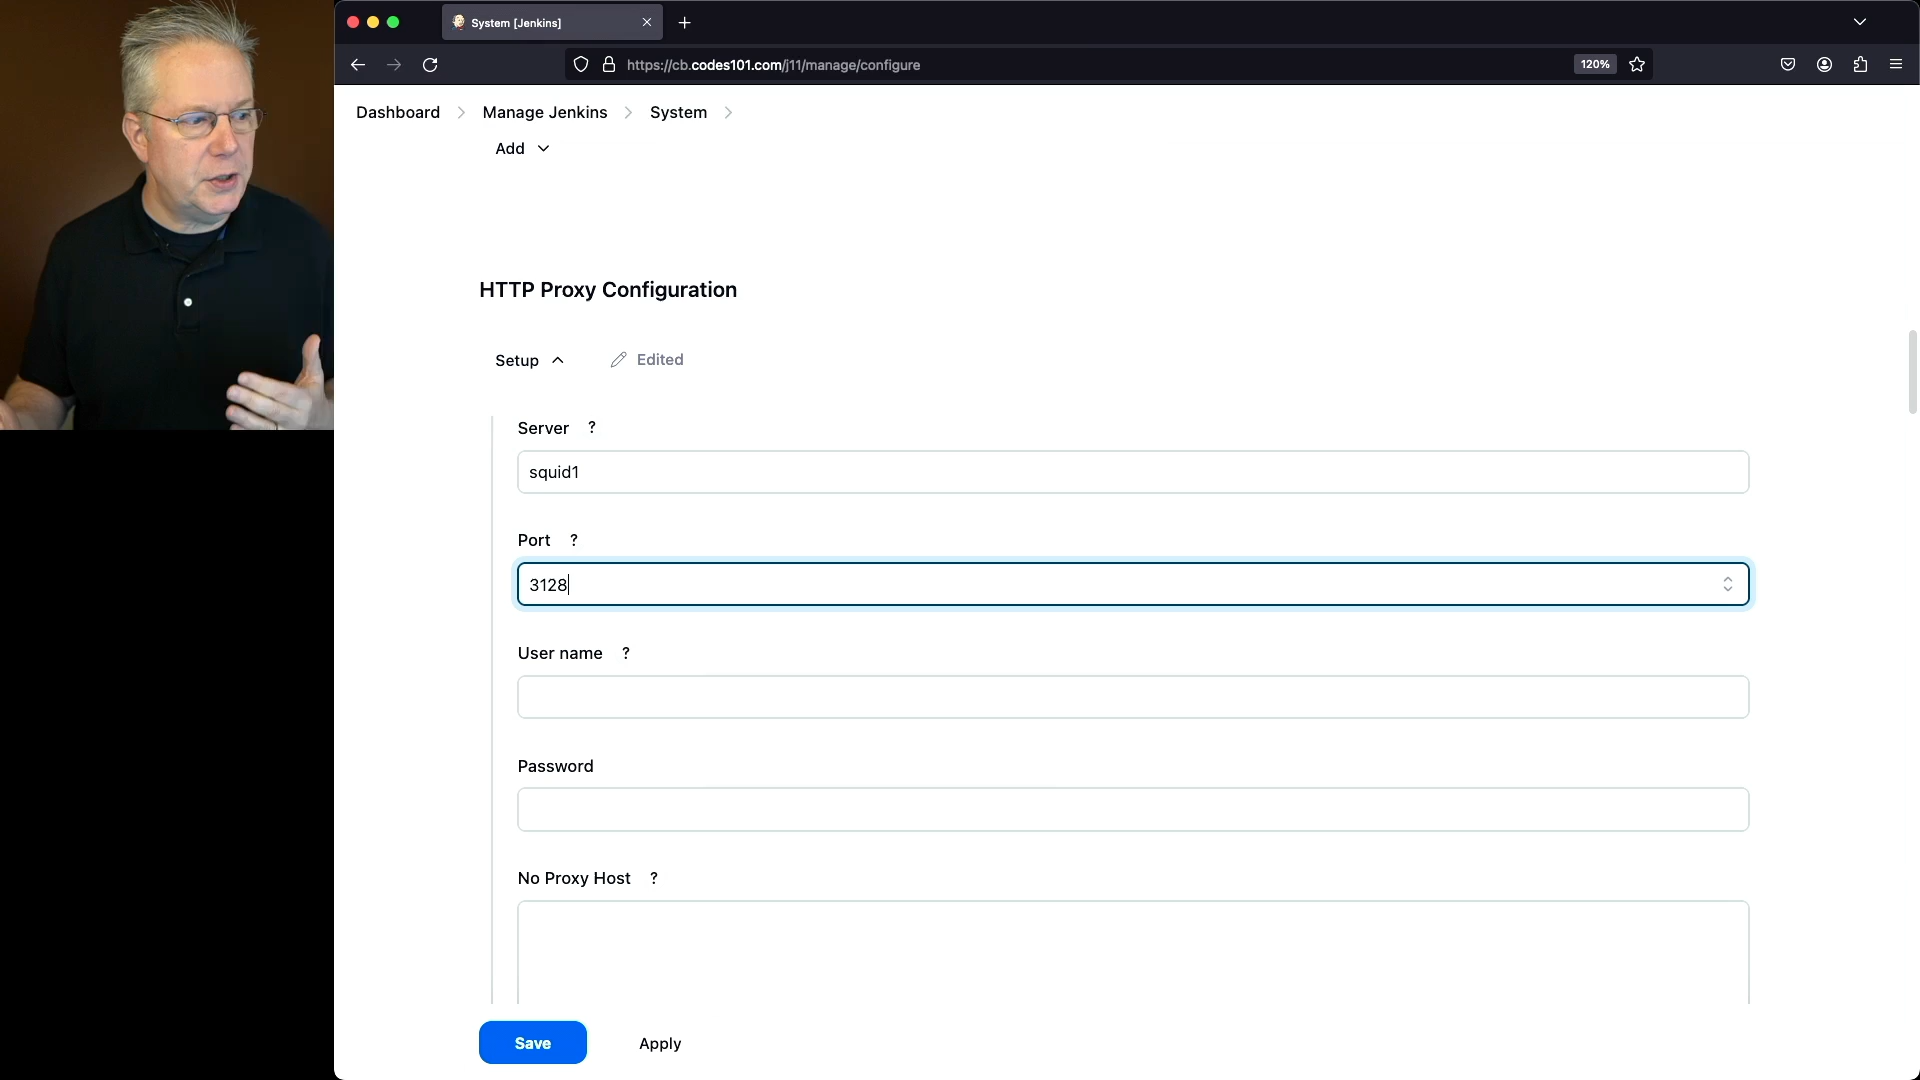 System [Jenkins]
https://cb.codes101.com/j11/manage/configure
120%
Dashboard
Manage Jenkins
System
Add
HTTP Proxy Configuration
Setup
Edited
Server ?
squid1
Port ?
3128
User name ?
Password
No Proxy Host ?
Save
Apply